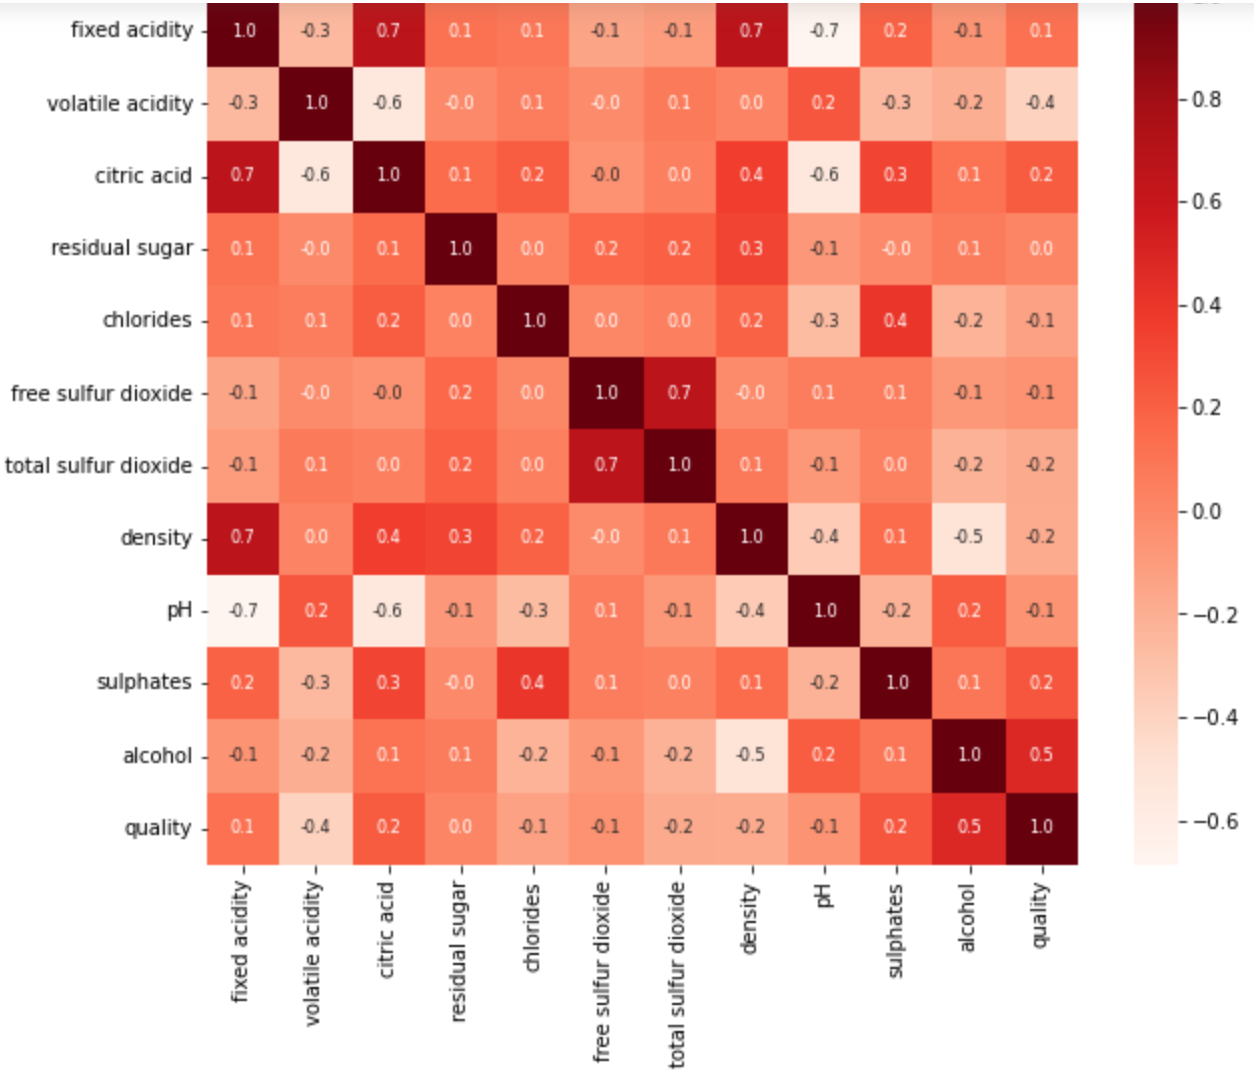 fixed acidity 1.0 -0.3 0.7 0.1 0.1 -0.1 -0.1 0.7 -0.7 0.2 -0.1 0.1
volatile acidity -0.3 1.0 -0.6 -0.0 0.1 -0.0 0.1 0.0 0.2 -0.3 -0.2 -0.4
citric acid 0.7 -0.6 1.0 0.1 0.2 -0.0 0.0 0.4 -0.6 0.3 0.1 0.2
residual sugar 0.1 -0.0 0.1 1.0 0.0 0.2 0.2 0.3 -0.1 -0.0 0.1 0.0
chlorides 0.1 0.1 0.2 0.0 1.0 0.0 0.0 0.2 -0.3 0.4 -0.2 -0.1
free sulfur dioxide -0.1 -0.0 -0.0 0.2 0.0 1.0 0.7 -0.0 0.1 0.1 -0.1 -0.1
total sulfur dioxide -0.1 0.1 0.0 0.2 0.0 0.7 1.0 0.1 -0.1 0.0 -0.2 -0.2
density 0.7 0.0 0.4 0.3 0.2 -0.0 0.1 1.0 -0.4 0.1 -0.5 -0.2
pH -0.7 0.2 -0.6 -0.1 -0.3 0.1 -0.1 -0.4 1.0 -0.2 0.2 -0.1
sulphates 0.2 -0.3 0.3 -0.0 0.4 0.1 0.0 0.1 -0.2 1.0 0.1 0.2
alcohol -0.1 -0.2 0.1 0.1 -0.2 -0.1 -0.2 -0.5 0.2 0.1 1.0 0.5
quality 0.1 -0.4 0.2 0.0 -0.1 -0.1 -0.2 -0.2 -0.1 0.2 0.5 1.0
fixed acidity
volatile acidity
citric acid
residual sugar
chlorides
free sulfur dioxide
total sulfur dioxide
density
pH
sulphates
alcohol
quality
0.8
0.6
0.4
0.2
0.0
−0.2
−0.4
−0.6